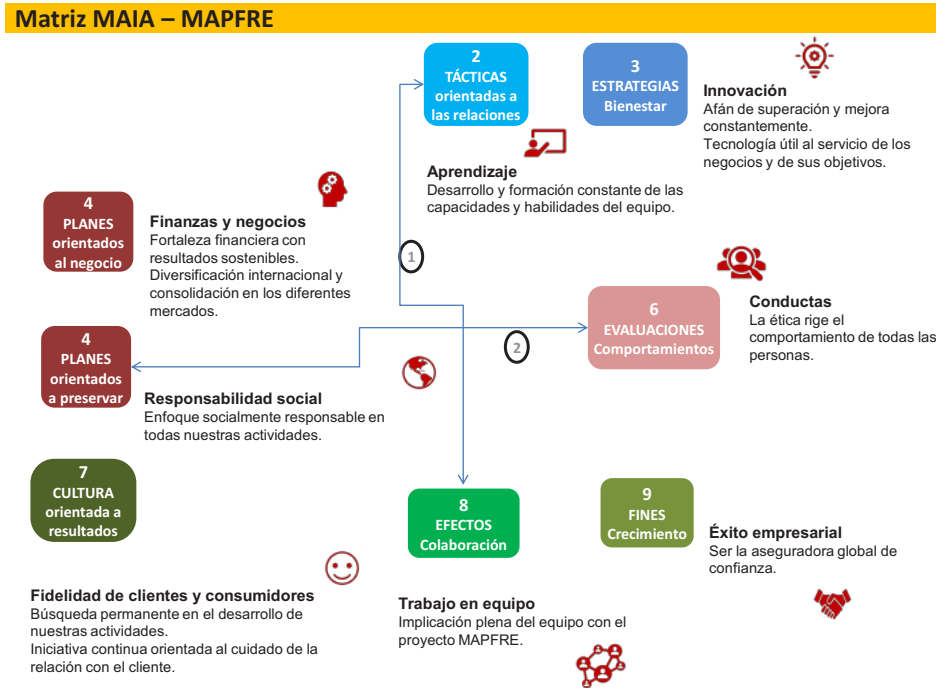 Matriz MAIA – MAPFRE
2
TÁCTICAS
orientadas a
las relaciones
3
ESTRATEGIAS
Bienestar
Innovación
Afán de superación y mejora
constantemente.
Tecnología útil al servicio de los
negocios y de sus objetivos.
Aprendizaje
Desarrollo y formación constante de las
capacidades y habilidades del equipo.
4
PLANES
orientados
al negocio
Finanzas y negocios
Fortaleza financiera con
resultados sostenibles.
Diversificación internacional y
consolidación en los diferentes
mercados.
1
6
EVALUACIONES
Comportamientos
Conductas
La ética rige el
comportamiento de todas las
personas.
2
4
PLANES
orientados
a preservar
Responsabilidad social
Enfoque socialmente responsable en
todas nuestras actividades.
7
CULTURA
orientada a
resultados
8
EFECTOS
Colaboración
9
FINES
Crecimiento
Éxito empresarial
Ser la aseguradora global de
confianza.
Fidelidad de clientes y consumidores
Búsqueda permanente en el desarrollo de
nuestras actividades.
Iniciativa continua orientada al cuidado de la
relación con el cliente.
Trabajo en equipo
Implicación plena del equipo con el
proyecto MAPFRE.